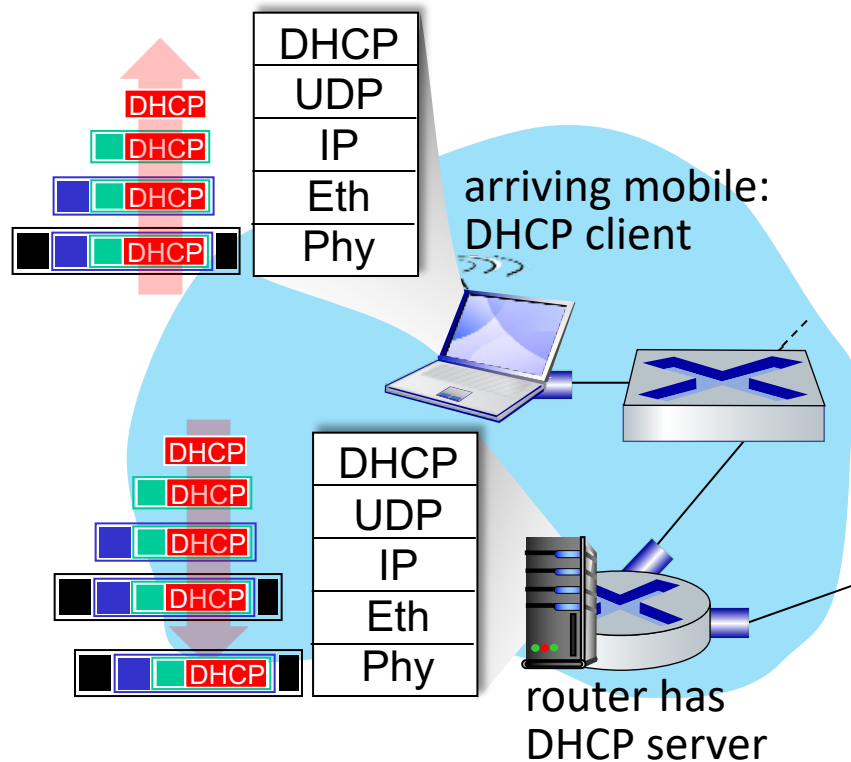 DHCP
UDP
IP
Eth
Phy
DHCP
DHCP
DHCP
DHCP
arriving mobile:
DHCP client
DHCP
UDP
IP
Eth
Phy
DHCP
DHCP
DHCP
DHCP
DHCP
router has
DHCP server